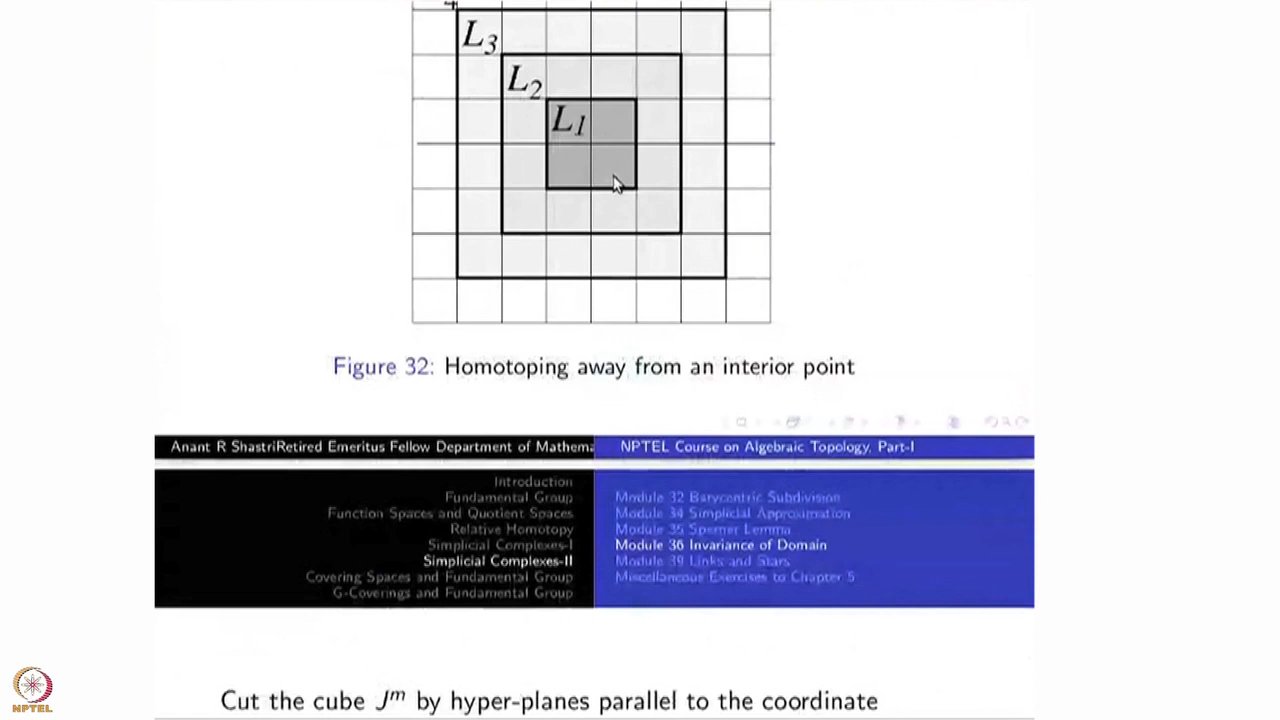 4
L3
L2
L1
Figure 32: Homotoping away from an interior point
Anant R ShastriRetired Emeritus Fellow Department of Mathema
NPTEL Course on Algebraic Topology, Part-I
Introduction
Fundamental Group
Function Spaces and Quotient Spaces
Relative Homotopy
Simplicial Complexes-I
Simplicial Complexes-II
Covering Spaces and Fundamental Group
G-Coverings and Fundamental Group
Module 32 Barycentric Subdivision
Module 34 Simplicial Approximation
Module 35 Sperner Lemma
Module 36 Invariance of Domain
Module 39 Links and Stars
Miscellaneous Exercises to Chapter 5
Cut the cube J^m by hyper-planes parallel to the coordinate
NPTEL